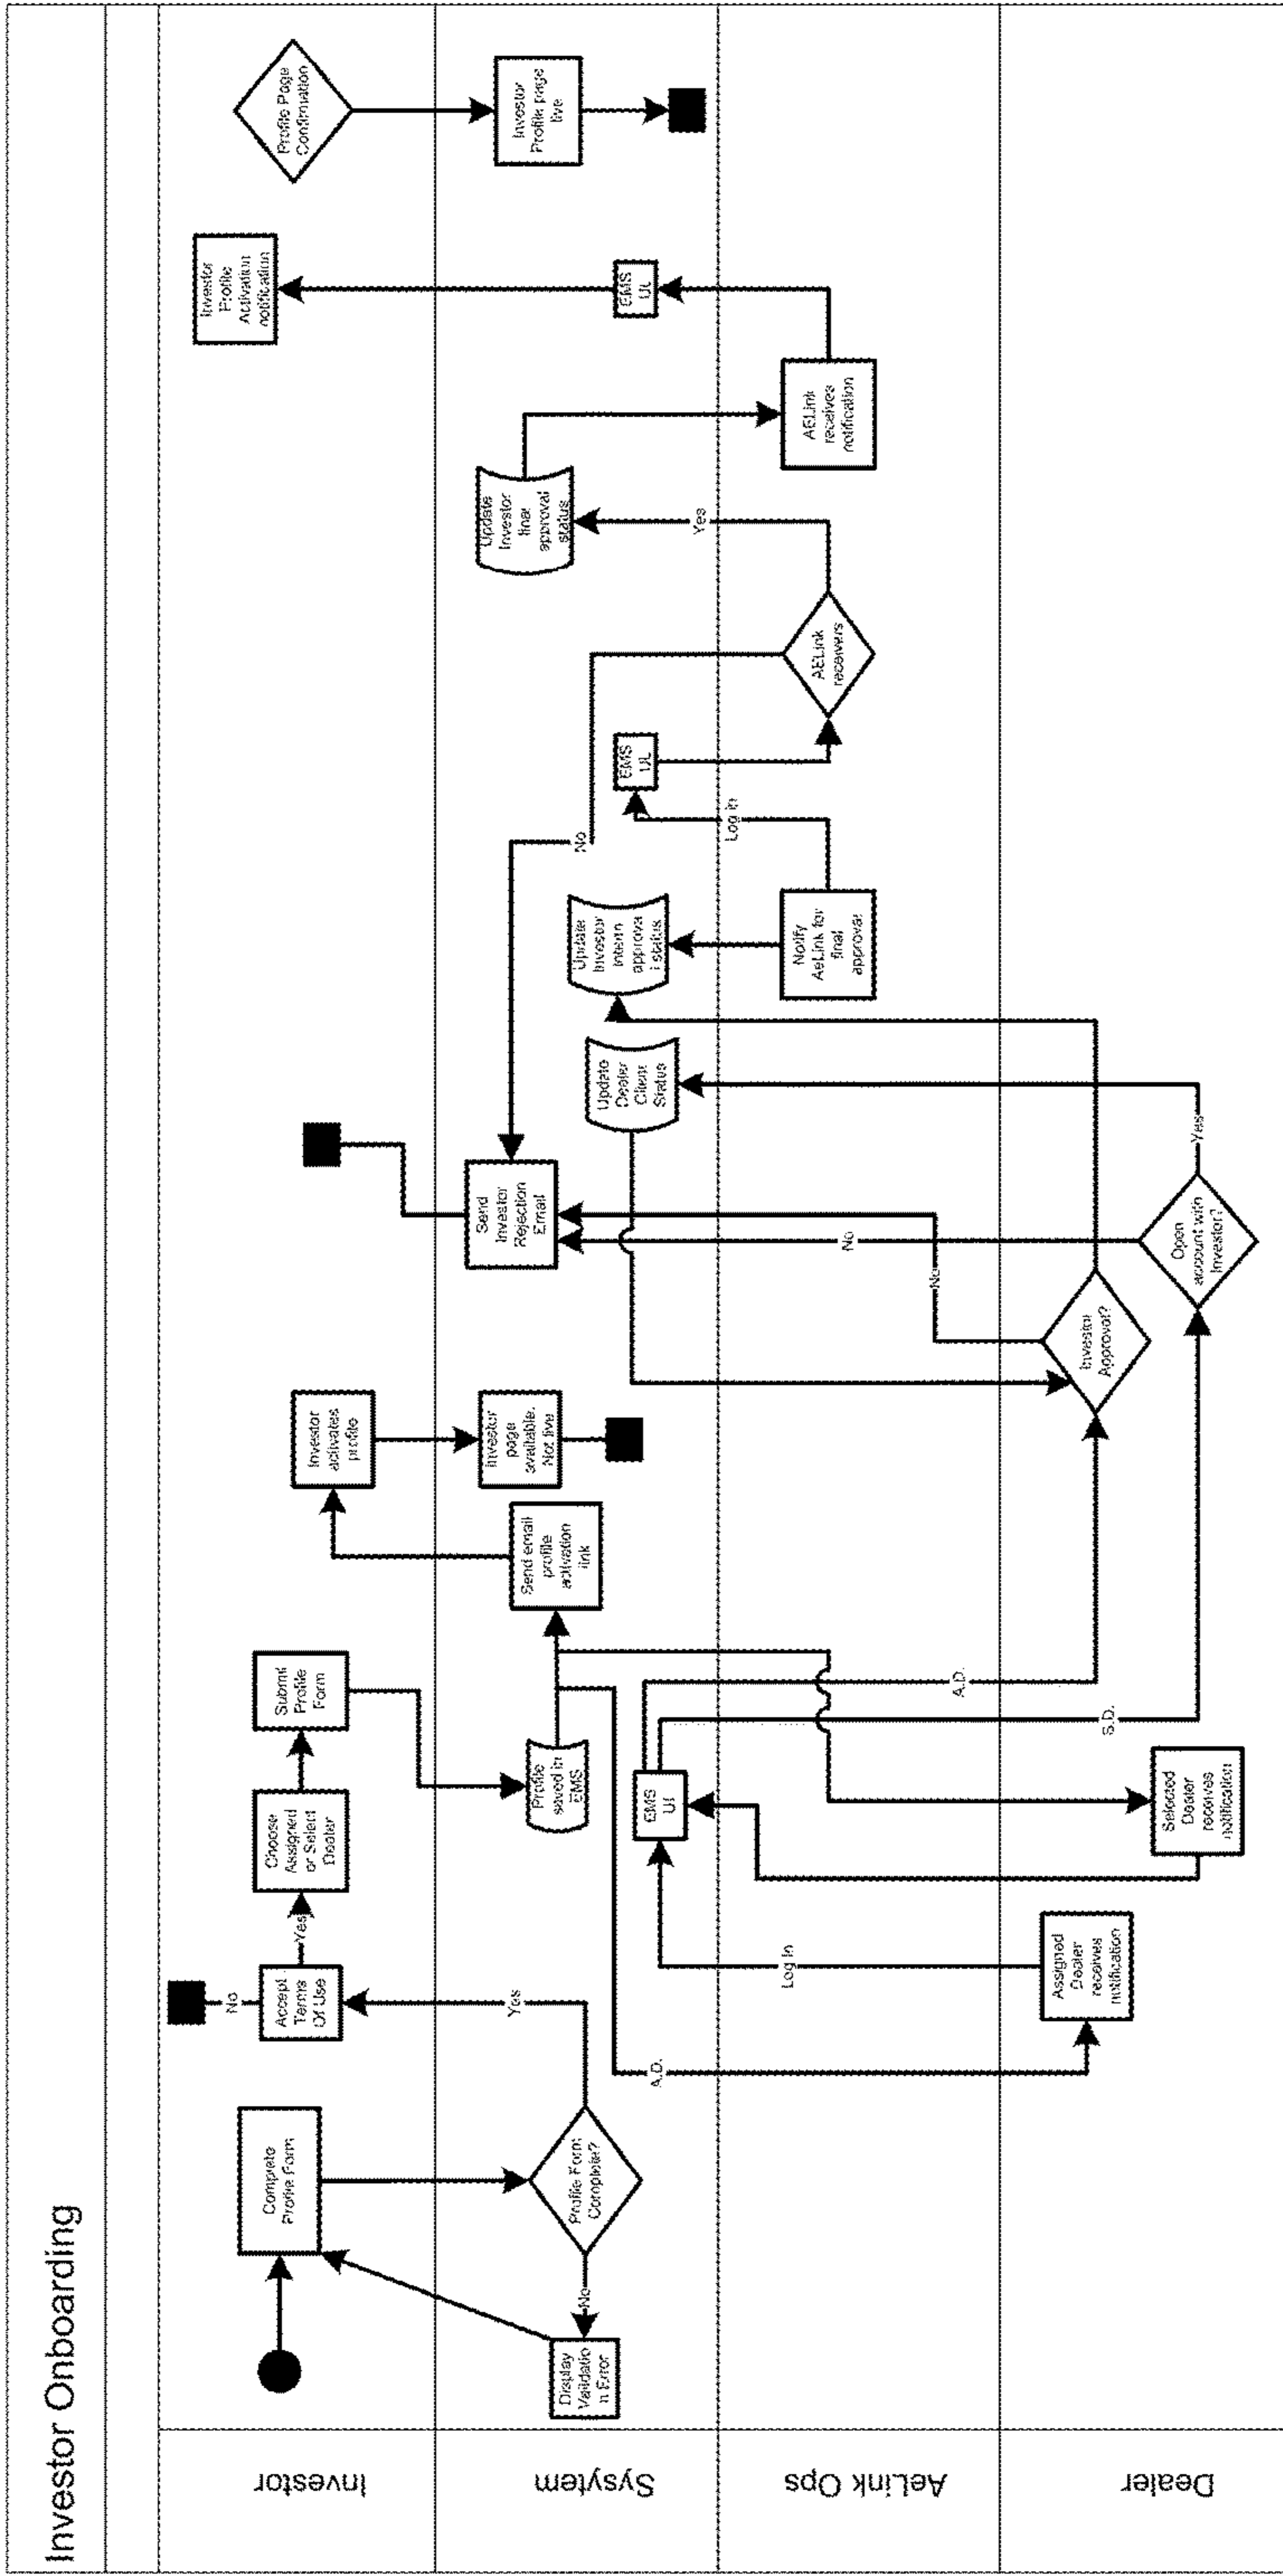 Investor Onboarding
Investor
Complete
Profile Form
Accept
Terms
Of Use
No
Yes
Choose
Assigned
or Select
Dealer
Submit
Profile
Form
Investor
activates
profile
Investor
Profile
Activation
notification
Profile Page
Confirmation
Sysytem
Display
Validatio
n Error
No
Profile Form
Complete?
Yes
Profile
saved in
EMS
EMS
UI
Send email
profile
activation
link
Investor
page
available.
Not live
Send
Investor
Rejection
Email
Update
Dealer
Client
Status
Update
Investor
Intern
approva
l status
No
EMS
UI
Update
Investor
final
approval
status
Yes
EMS
UI
Investor
Profile page
live
AeLink Ops
A.D.
Log In
A.D.
No
No
Notify
AeLink for
final
approval
Log in
AELink
receivers
AELink
receives
notification
Dealer
Assigned
Dealer
receives
notification
Selected
Dealer
receives
notification
S.D.
Investor
Approval?
Open
account with
Investor?
Yes